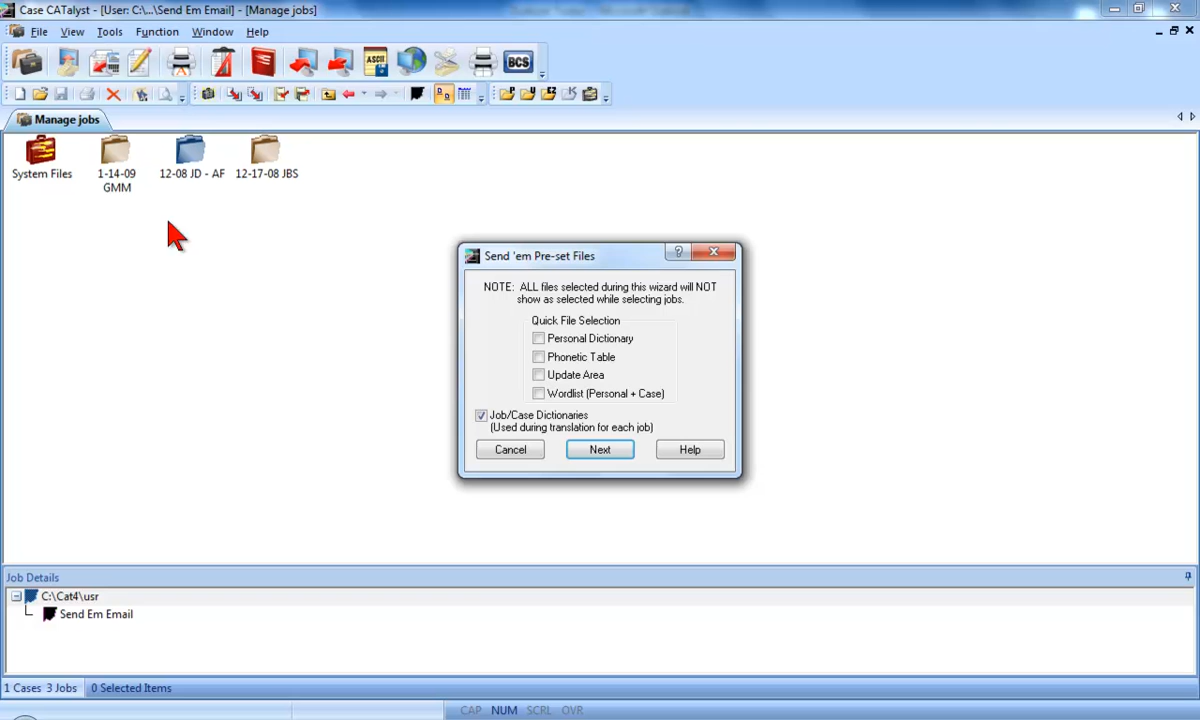 Case CATalyst - [User: C:\...\Send Em Email] - [Manage jobs]
File View Tools Function Window Help
ASCII
BCS
Manage jobs
System Files
1-14-09
GMM
12-08 JD - AF
12-17-08 JBS
Send 'em Pre-set Files
NOTE: ALL files selected during this wizard will NOT
show as selected while selecting jobs.
Quick File Selection
Personal Dictionary
Phonetic Table
Update Area
Wordlist (Personal + Case)
Job/Case Dictionaries
(Used during translation for each job)
Cancel Next Help
Job Details
C:\Cat4\usr
Send Em Email
1 Cases 3 Jobs 0 Selected Items
CAP NUM SCRL OVR